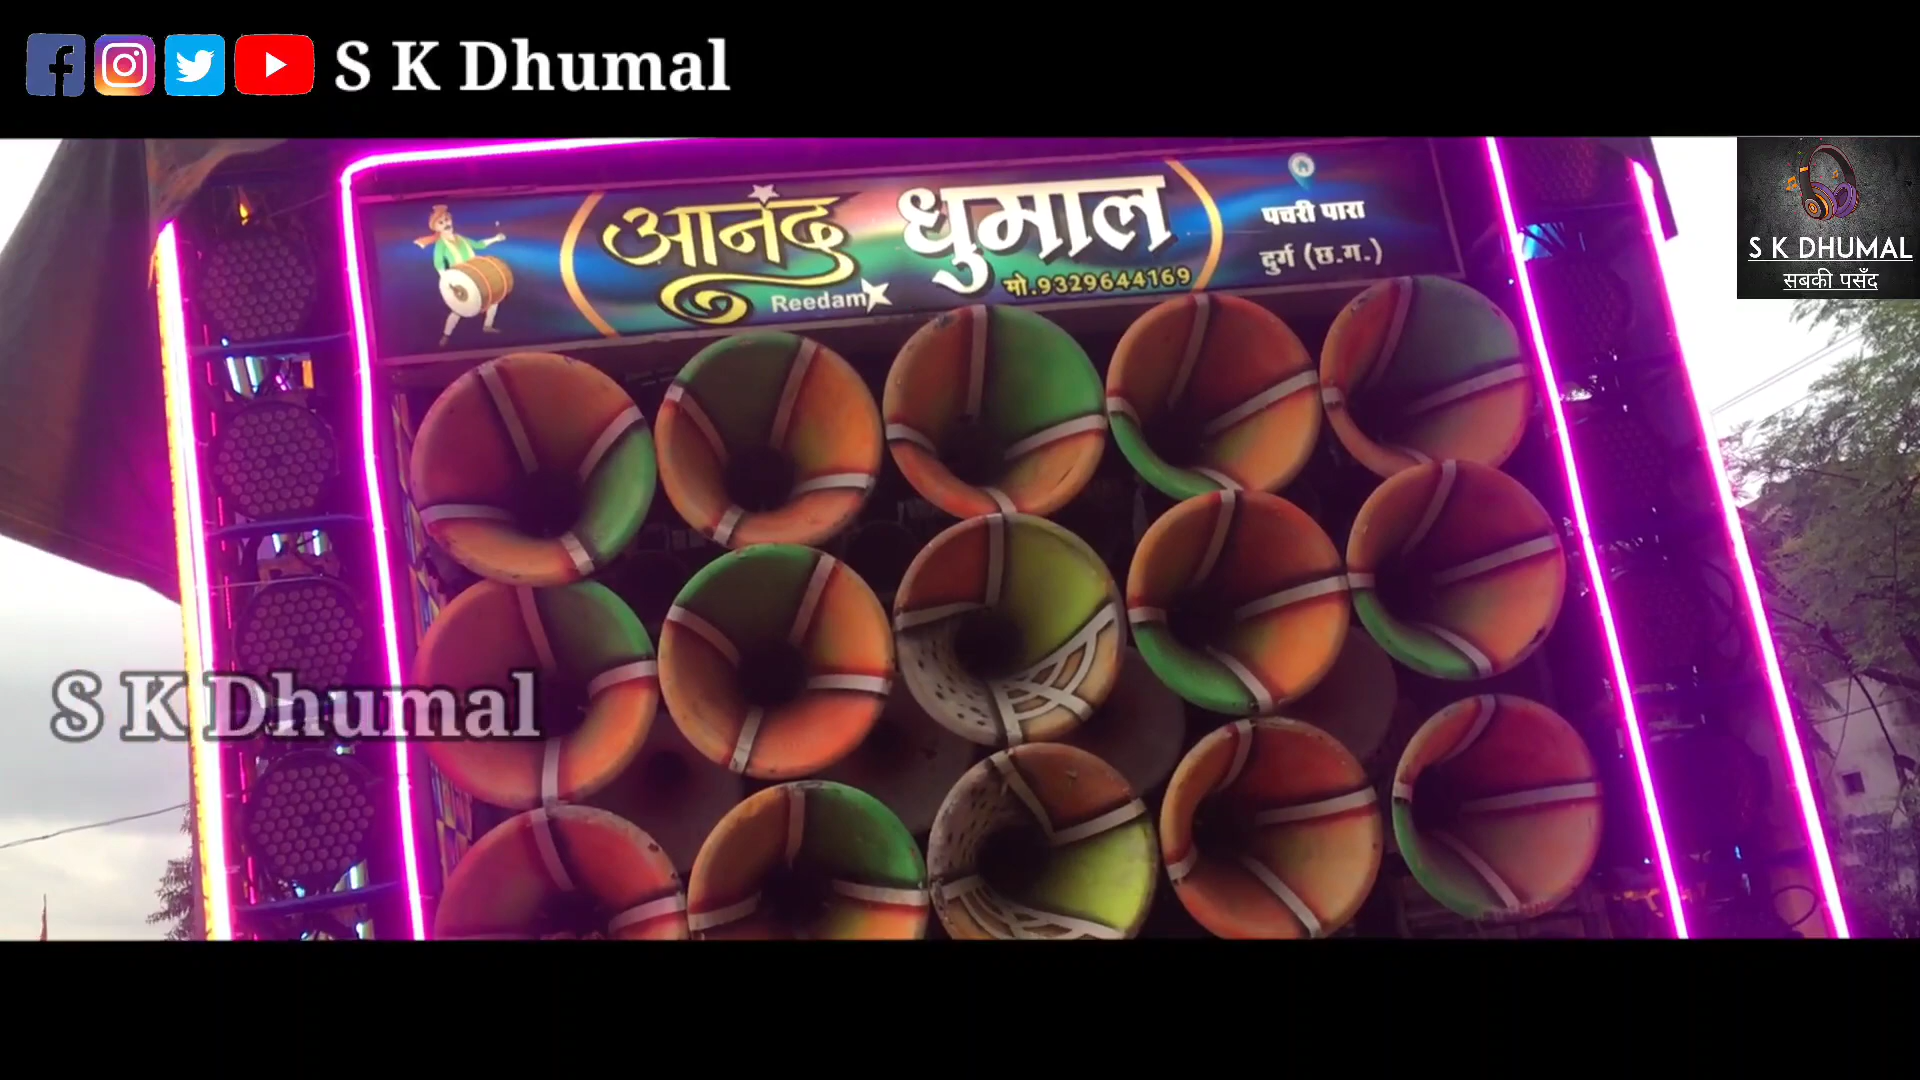 S K Dhumal
आनंद धुमाल
Reedam
मो.9329644169
पचरी पारा
दुर्ग (छ.ग.)
S K DHUMAL
सबकी पसँद
S K Dhumal